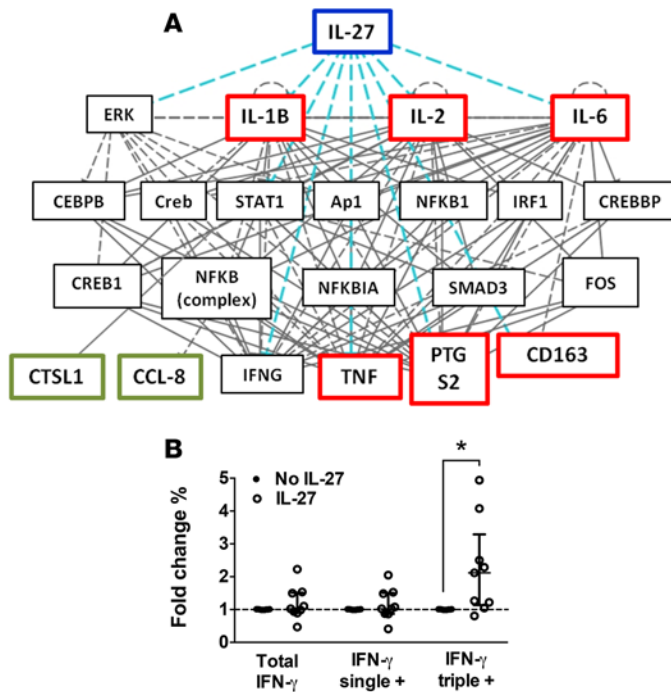 A
IL-27
ERK
IL-1B
IL-2
IL-6
CEBPB
Creb
STAT1
Ap1
NFKB1
IRF1
CREBBP
CREB1
NFKB
(complex)
NFKBIA
SMAD3
FOS
CTSL1
CCL-8
IFNG
TNF
PTG
S2
CD163
B
Fold change %
5
4
3
2
1
0
No IL-27
IL-27
*
Total
IFN-γ
IFN-γ
single +
IFN-γ
triple +